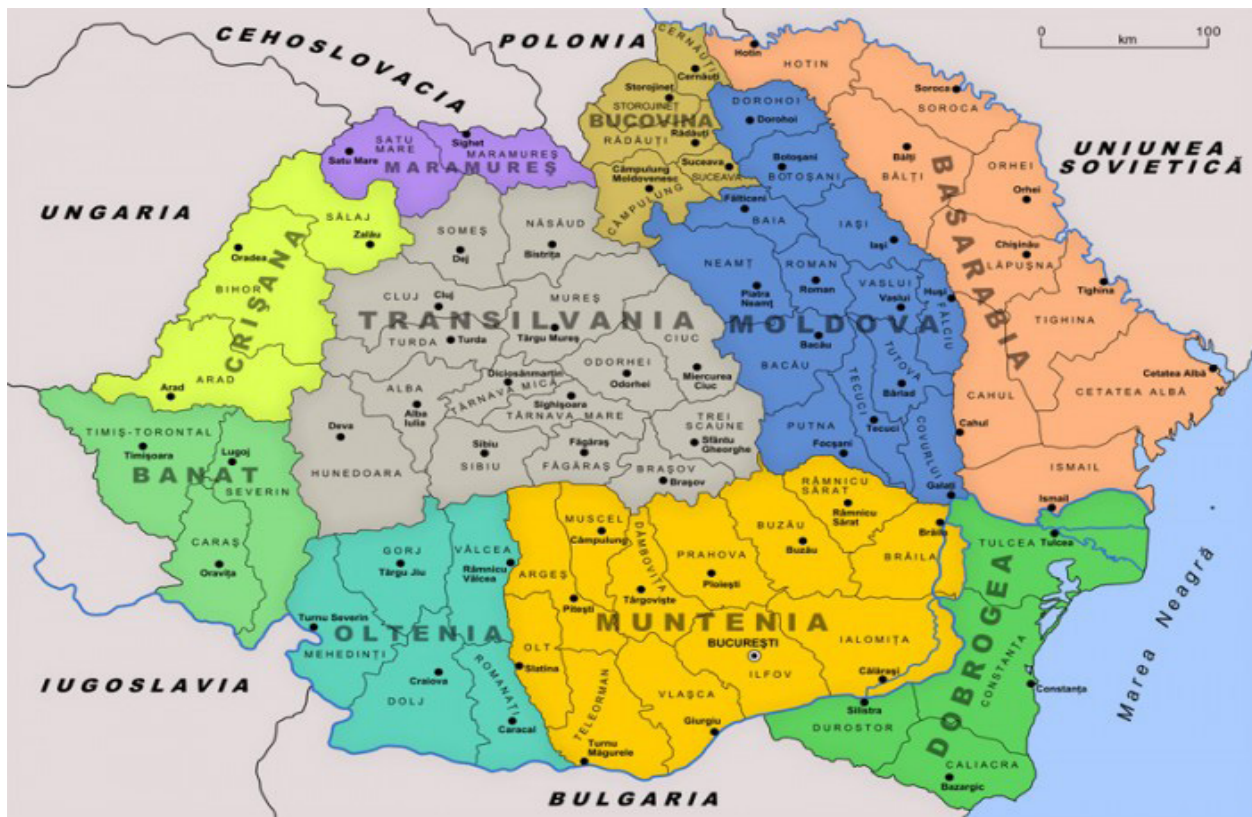 CEHOSLOVACIA
POLONIA
UNIUNEA
SOVIETICĂ
UNGARIA
IUGOSLAVIA
BULGARIA
Marea Neagră
0 100
km
MARAMUREȘ
SATU
MARE
Satu Mare
Sighet
MARAMUREȘ
BUCOVINA
CERNĂUȚI
Cernăuți
Storojineț
STOROJINEȚ
RĂDĂUȚI
Rădăuți
Suceava
SUCEAVA
Câmpulung
Moldovenesc
CÂMPULUNG
BASARABIA
Hotin
HOTIN
Soroca
SOROCA
Bălți
BĂLȚI
ORHEI
Orhei
Chișinău
LĂPUȘNA
Tighina
TIGHINA
Cetatea Albă
CETATEA ALBĂ
CAHUL
Cahul
ISMAIL
Ismail
MOLDOVA
DOROHOI
Dorohoi
Botoșani
BOTOȘANI
Fălticeni
BAIA
IAȘI
Iași
NEAMȚ
Piatra
Neamț
ROMAN
Roman
VASLUI
Vaslui
Huși
FĂLCIU
BACĂU
Bacău
TUTOVA
Bârlad
TECUCI
Tecuci
PUTNA
Focșani
COVURLUI
Galați
CRIȘANA
SĂLAJ
Zalău
Oradea
BIHOR
ARAD
Arad
TRANSILVANIA
SOMEȘ
Dej
NĂSĂUD
Bistrița
CLUJ
Cluj
MUREȘ
Târgu Mureș
TURDA
Turda
CIUC
Miercurea
Ciuc
ODORHEI
Odorhei
Diciosânmartin
TÂRNAVA MICĂ
ALBA
Alba
Iulia
Sighișoara
TÂRNAVA MARE
TREI
SCAUNE
Sfântu
Gheorghe
Deva
HUNEDOARA
Sibiu
SIBIU
Făgăraș
FĂGĂRAȘ
BRAȘOV
Brașov
BANAT
TIMIȘ-TORONTAL
Timișoara
Lugoj
SEVERIN
CARAȘ
Oravița
OLTENIA
GORJ
Târgu Jiu
VÂLCEA
Râmnicu
Vâlcea
Turnu Severin
MEHEDINȚI
Craiova
DOLJ
ROMANAȚI
Caracal
MUNTENIA
MUSCEL
Câmpulung
ARGEȘ
Pitești
DÂMBOVIȚA
Târgoviște
PRAHOVA
Ploiești
BUZĂU
Buzău
RÂMNICU
SĂRAT
Râmnicu
Sărat
Brăila
BRĂILA
OLT
Slatina
TELEORMAN
Turnu
Măgurele
VLAȘCA
Giurgiu
BUCUREȘTI
ILFOV
IALOMIȚA
Călărași
DOBROGEA
TULCEA
Tulcea
CONSTANȚA
Constanța
Silistra
DUROSTOR
CALIACRA
Bazargic